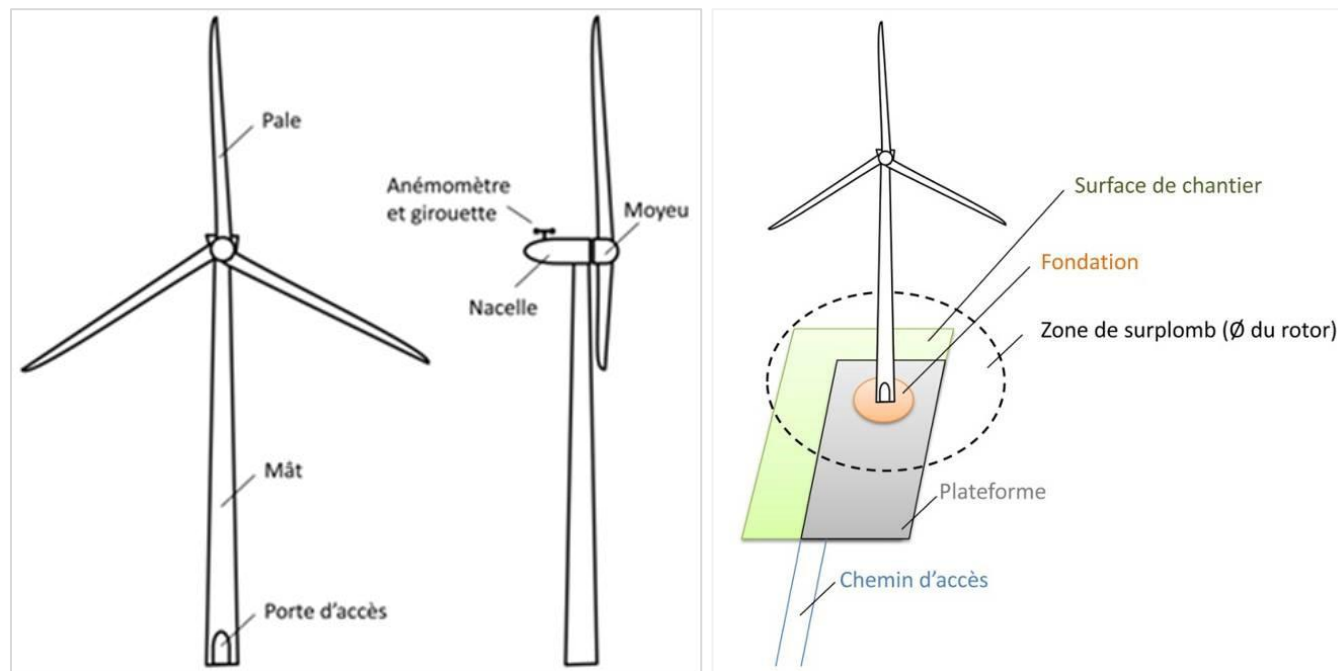 Pale
Anémomètre
et girouette
Moyeu
Nacelle
Mât
Porte d'accès
Surface de chantier
Fondation
Zone de surplomb (Ø du rotor)
Plateforme
Chemin d'accès